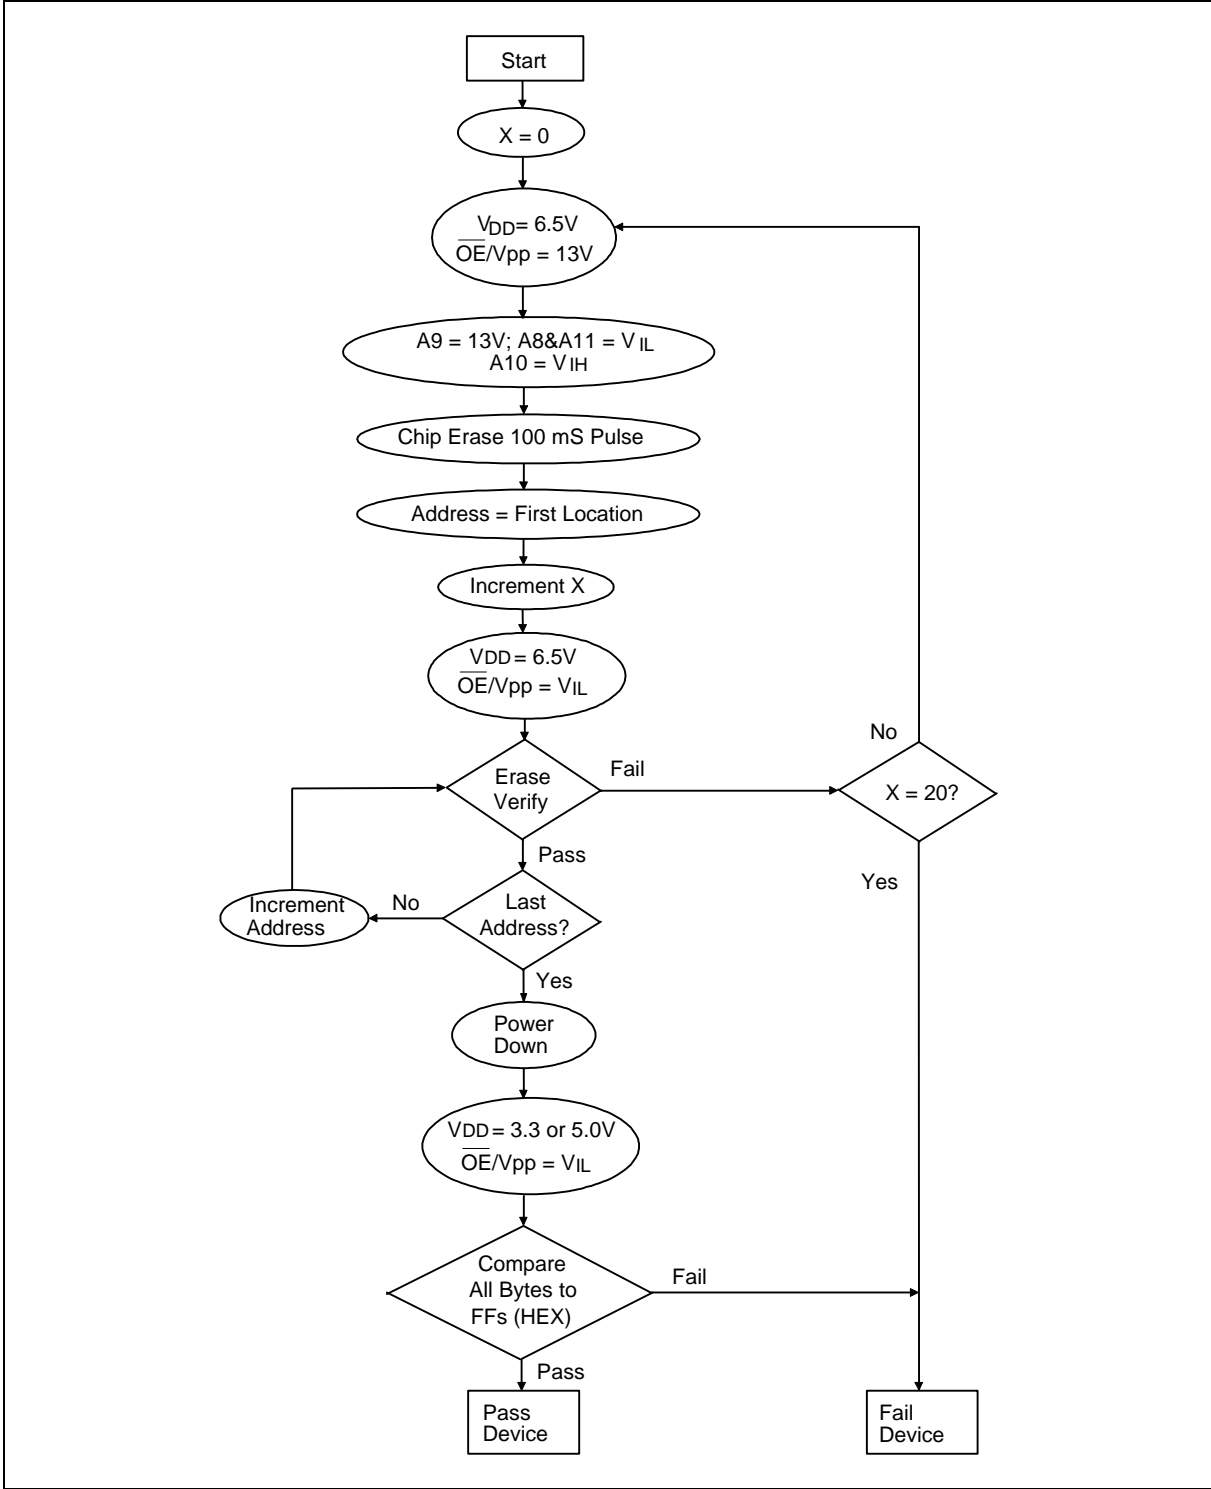 Start
X = 0
VDD= 6.5V
OE/Vpp = 13V
A9 = 13V; A8&A11 = VIL
A10 = VIH
Chip Erase 100 mS Pulse
Address = First Location
Increment X
VDD= 6.5V
OE/Vpp = VIL
No
Erase
Verify
Fail
X = 20?
Pass
Yes
Increment
Address
No
Last
Address?
Yes
Power
Down
VDD= 3.3 or 5.0V
OE/Vpp = VIL
Compare
All Bytes to
FFs (HEX)
Fail
Pass
Pass
Device
Fail
Device